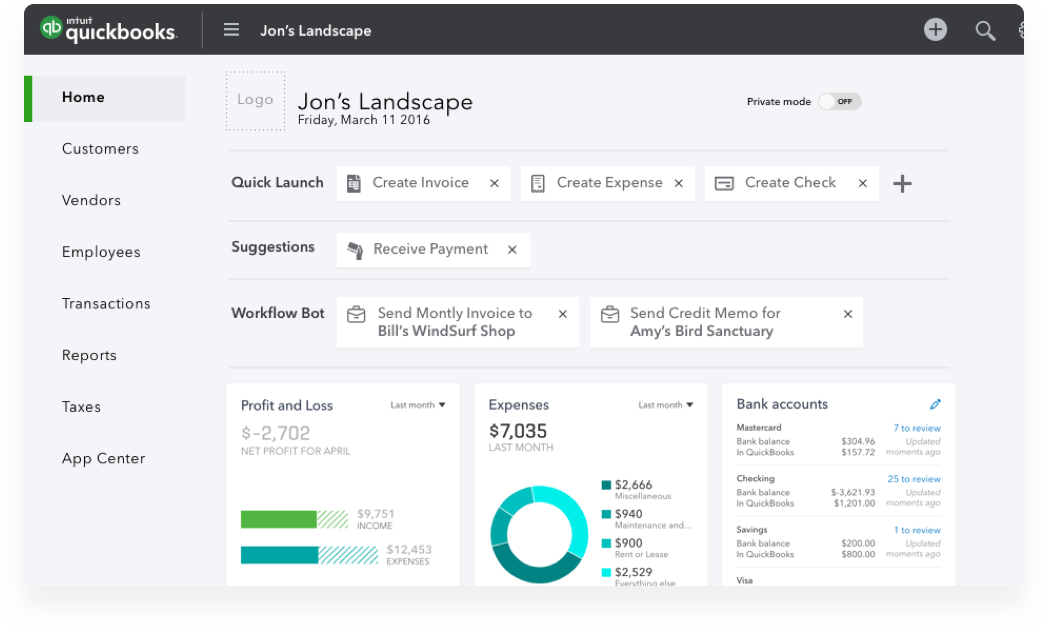 intuit
quickbooks.
Jon's Landscape
Home
Customers
Vendors
Employees
Transactions
Reports
Taxes
App Center
Logo
Jon's Landscape
Friday, March 11 2016
Private mode OFF
Quick Launch
Create Invoice ×
Create Expense ×
Create Check ×
Suggestions
Receive Payment ×
Workflow Bot
Send Montly Invoice to ×
Bill's WindSurf Shop
Send Credit Memo for ×
Amy's Bird Sanctuary
Profit and Loss Last month
$-2,702
NET PROFIT FOR APRIL
$9,751
INCOME
$12,453
EXPENSES
Expenses Last month
$7,035
LAST MONTH
$2,666
Miscellaneous
$940
Maintenance and...
$900
Rent or Lease
$2,529
Everything else
Bank accounts
Mastercard 7 to review
Bank balance $304.96 Updated
In QuickBooks $157.72 moments ago
Checking 25 to review
Bank balance $-3,621.93 Updated
In QuickBooks $1,201.00 moments ago
Savings 1 to review
Bank balance $200.00 Updated
In QuickBooks $800.00 moments ago
Visa